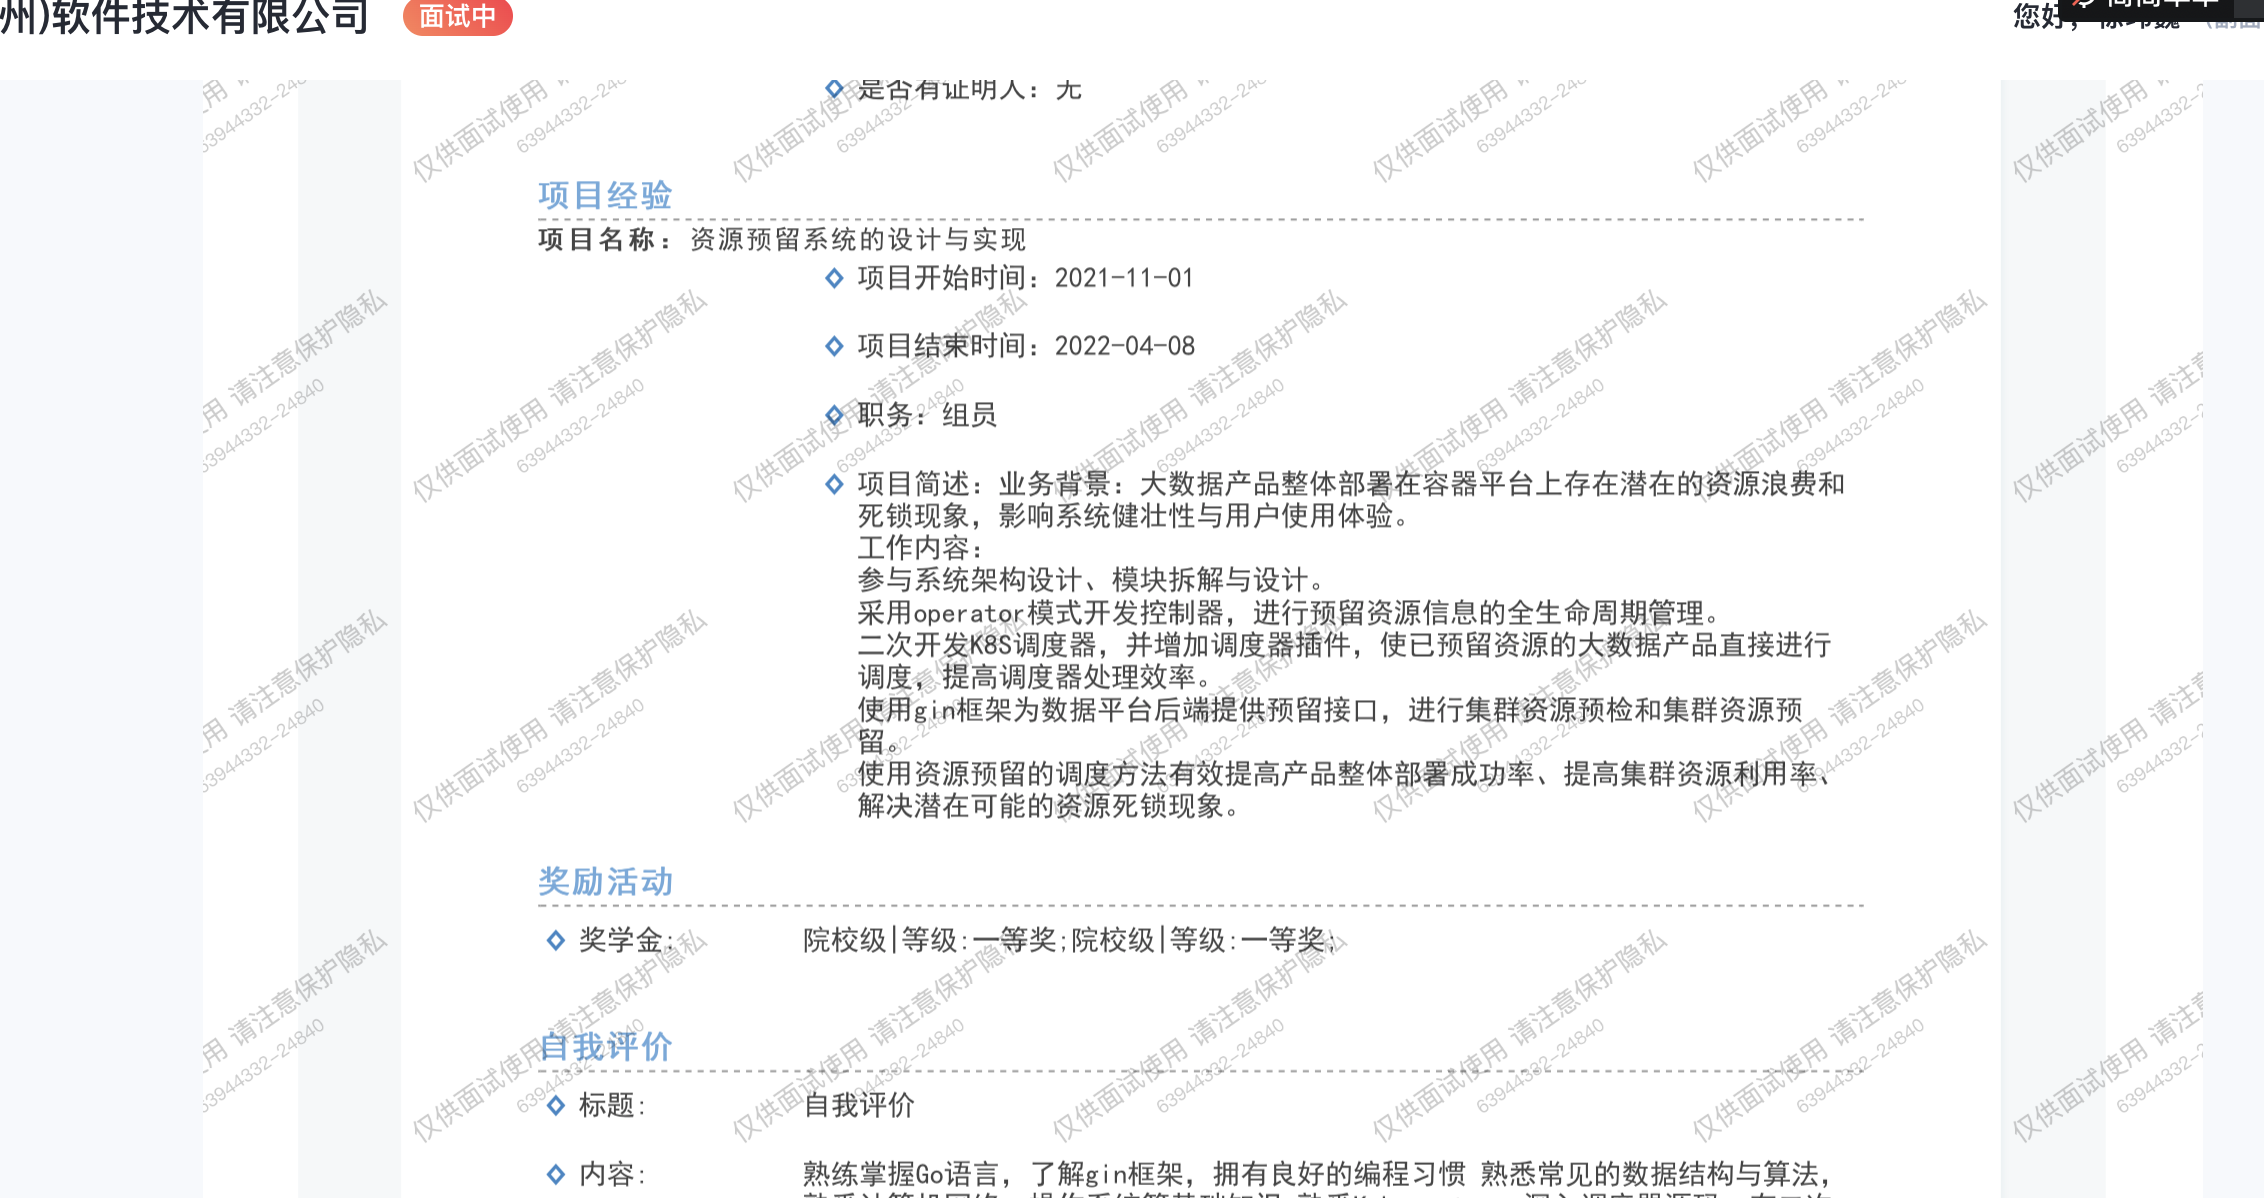 州)软件技术有限公司 面试中 您好,
是否有证明人：无
项目经验
项目名称：资源预留系统的设计与实现
项目开始时间：2021-11-01
项目结束时间：2022-04-08
职务：组员
项目简述：业务背景：大数据产品整体部署在容器平台上存在潜在的资源浪费和
死锁现象，影响系统健壮性与用户使用体验。
工作内容：
参与系统架构设计、模块拆解与设计。
采用operator模式开发控制器，进行预留资源信息的全生命周期管理。
二次开发K8S调度器，并增加调度器插件，使已预留资源的大数据产品直接进行
调度，提高调度器处理效率。
使用gin框架为数据平台后端提供预留接口，进行集群资源预检和集群资源预
留。
使用资源预留的调度方法有效提高产品整体部署成功率、提高集群资源利用率、
解决潜在可能的资源死锁现象。
奖励活动
奖学金: 院校级|等级:一等奖;院校级|等级:一等奖;
自我评价
标题: 自我评价
内容: 熟练掌握Go语言，了解gin框架，拥有良好的编程习惯 熟悉常见的数据结构与算法，
仅供面试使用 请注意保护隐私
63944332-24840